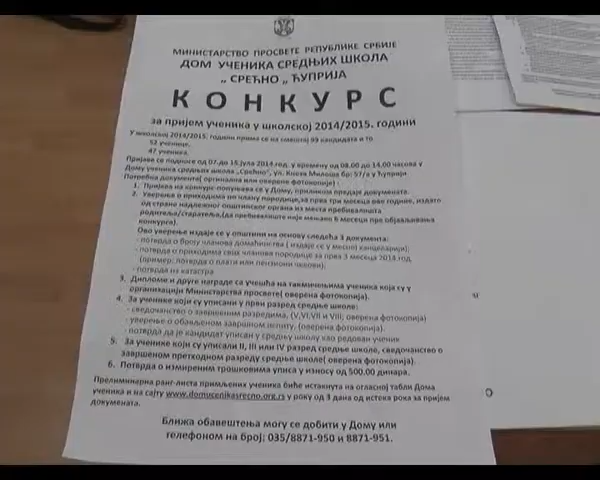 МИНИСТАРСТВО ПРОСВЕТЕ РЕПУБЛИКЕ СРБИЈЕ
ДОМ УЧЕНИКА СРЕДЊИХ ШКОЛА
„ СРЕЋНО „ ЋУПРИЈА
КОНКУРС
за пријем ученика у школској 2014/2015. години
У школској 2014/2015. години прима се на смештај 99 кандидата и то
52 ученице,
47 ученика.
Пријаве се подносе од 07. до 15.јула 2014.год. у времену од 08.00 до 14.00 часова у
Дому ученика средњих школа „Срећно“, ул. Кнеза Милоша бр: 57/а у Ћуприји
Потребна документа( оргинална или оверене фотокопије) :
1. Пријава на конкурс-попуњава се у Дому, приликом предаје докумената.
2. Уверење о приходима по члану породице,за прва три месеца ове године, издато
од стране надлежног општинског органа из места пребивалишта
родитеља/старатеља,(да пребивалиште није мењано 6 месеци пре објављивања
конкурса).
Ово уверење издаје се у општини на основу следећа 3 документа:
- потврда о броју чланова домаћинства ( издаје се у месној канцеларији);
- потврда о приходима свих чланова породице за прва 3 месеца 2014.год
(пример: потврда о плати или пензиони чекови).
- потврда из катастра
3. Дипломе и друге награде са учешћа на такмичењима ученика која су у
организацији Министарства просвете( оверена фотокопија).
4. За ученике који су уписани у први разред средње школе:
- сведочанство о завршеним разредима, (V,VI,VII и VIII; оверена фотокопија)
- уверење о обављеном завршном испиту, (оверена фотокопија).
- потврда да је кандидат уписан у средњу школу као редован ученик
5. За ученике који су уписали II, III или IV разред средње школе, сведочанство о
завршеном претходном разреду средње школе( оверена фотокопија).
6. Потврда о измиреним трошковима уписа у износу од 500.00 динара.
Прелиминарна ранг-листа примљених ученика биће истакнута на огласној табли Дома
ученика и на сајту www.domucenikasrecno.org.rs у року од 3 дана од истека рока за пријем
докумената.
Ближа обавештења могу се добити у Дому или
телефоном на број: 035/8871-950 и 8871-951.